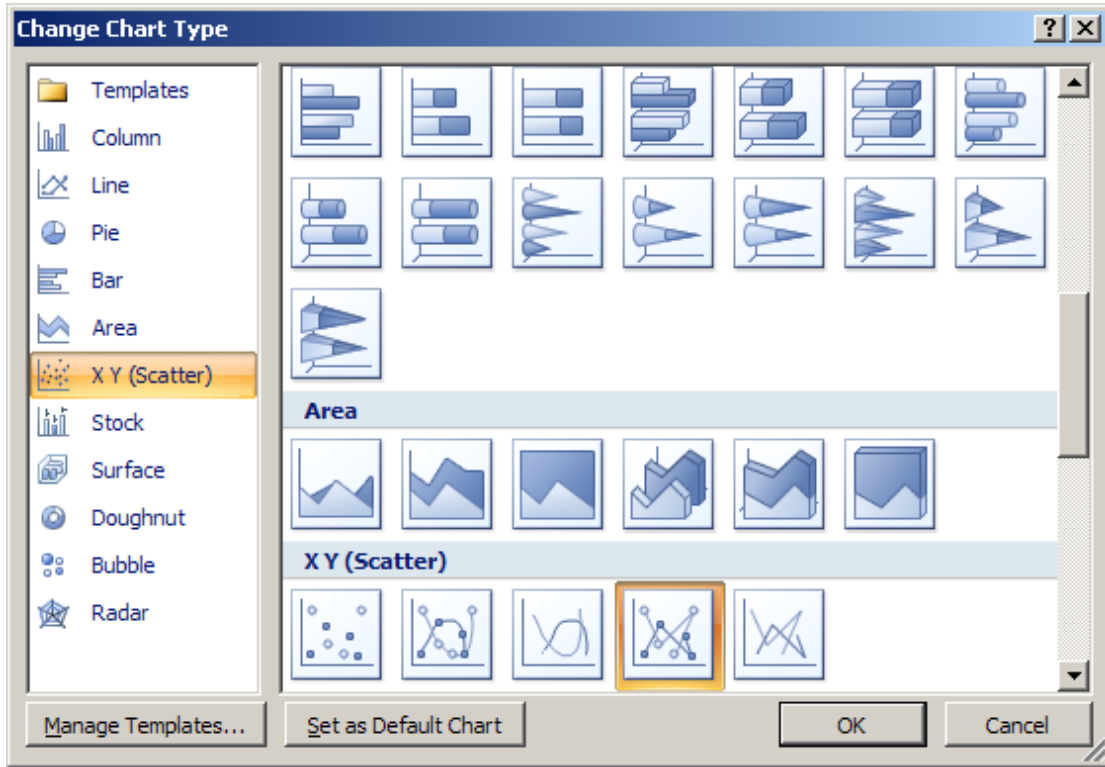 Change Chart Type
Templates
Column
Line
Pie
Bar
Area
X Y (Scatter)
Stock
Surface
Doughnut
Bubble
Radar
Area
X Y (Scatter)
Manage Templates...
Set as Default Chart
OK
Cancel